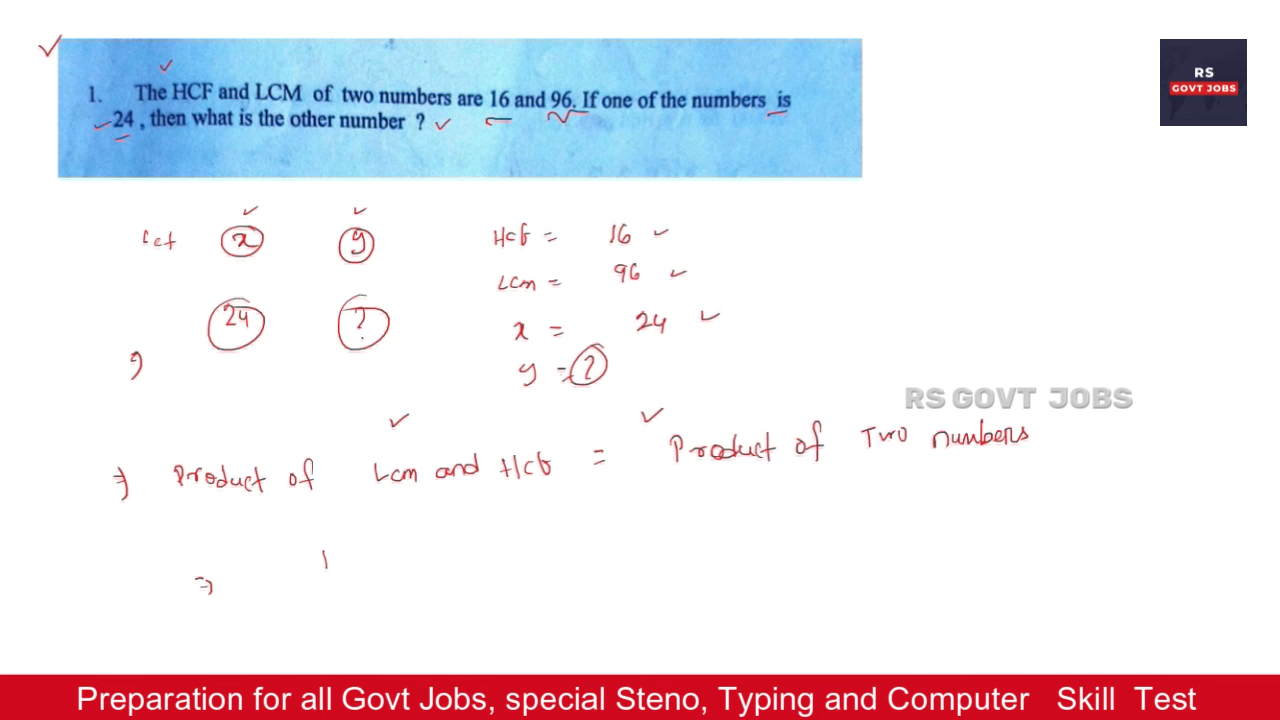 RS
GOVT JOBS
1. The HCF and LCM of two numbers are 16 and 96. If one of the numbers is
24 , then what is the other number ?
Let x y
HCF = 16
LCM = 96
24 ?
x = 24
y = ?
RS GOVT JOBS
⇒ Product of LCM and HCF = Product of Two numbers
⇒ 1
Preparation for all Govt Jobs, special Steno, Typing and Computer Skill Test